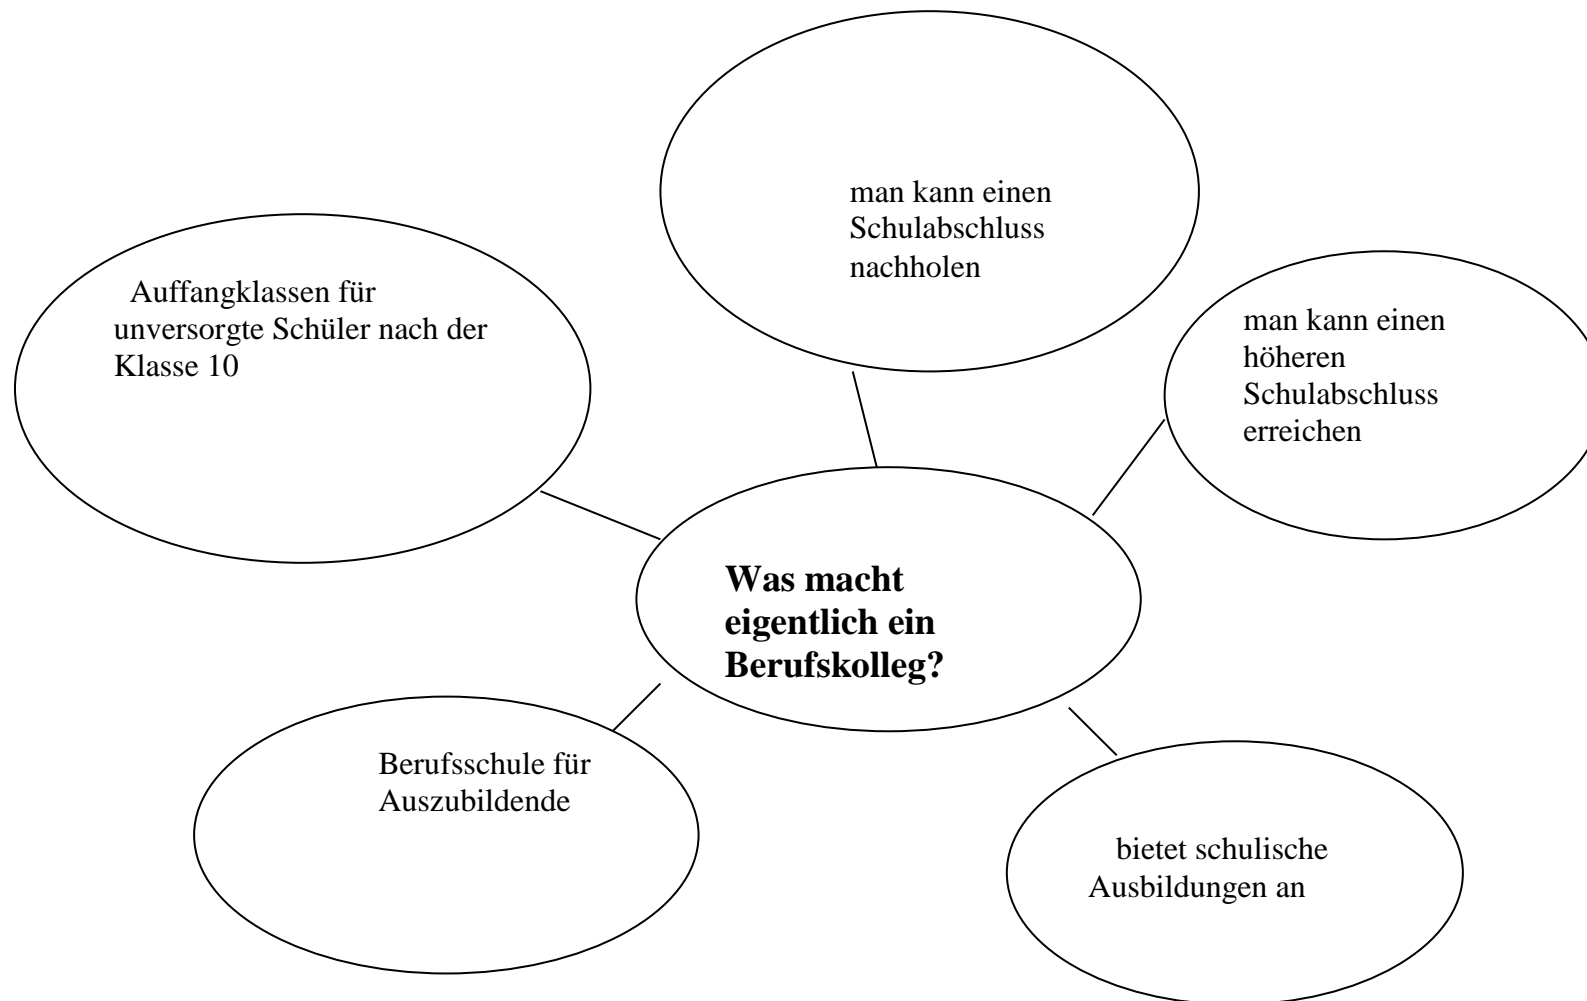 man kann einen
Schulabschluss
nachholen
Auffangklassen für
unversorgte Schüler nach der
Klasse 10
man kann einen
höheren
Schulabschluss
erreichen
Was macht
eigentlich ein
Berufskolleg?
Berufsschule für
Auszubildende
bietet schulische
Ausbildungen an